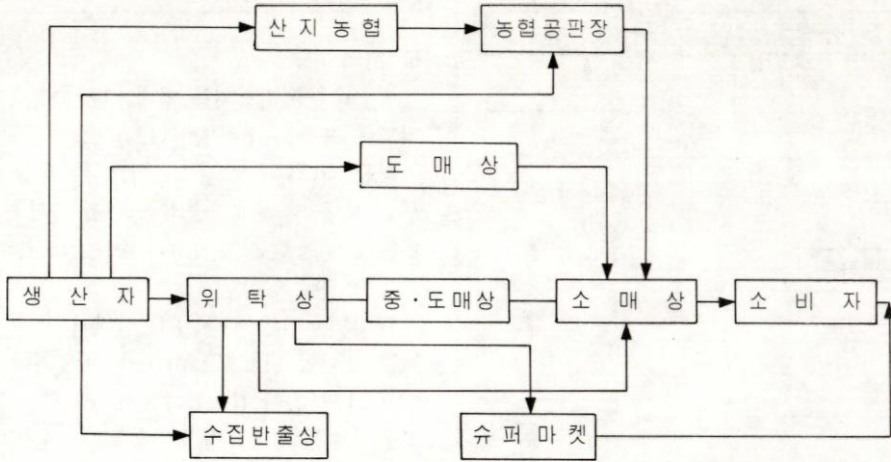 산지농협
농협공판장
도매상
생산자
위탁상
중·도매상
소매상
소비자
수집반출상
슈퍼마켓